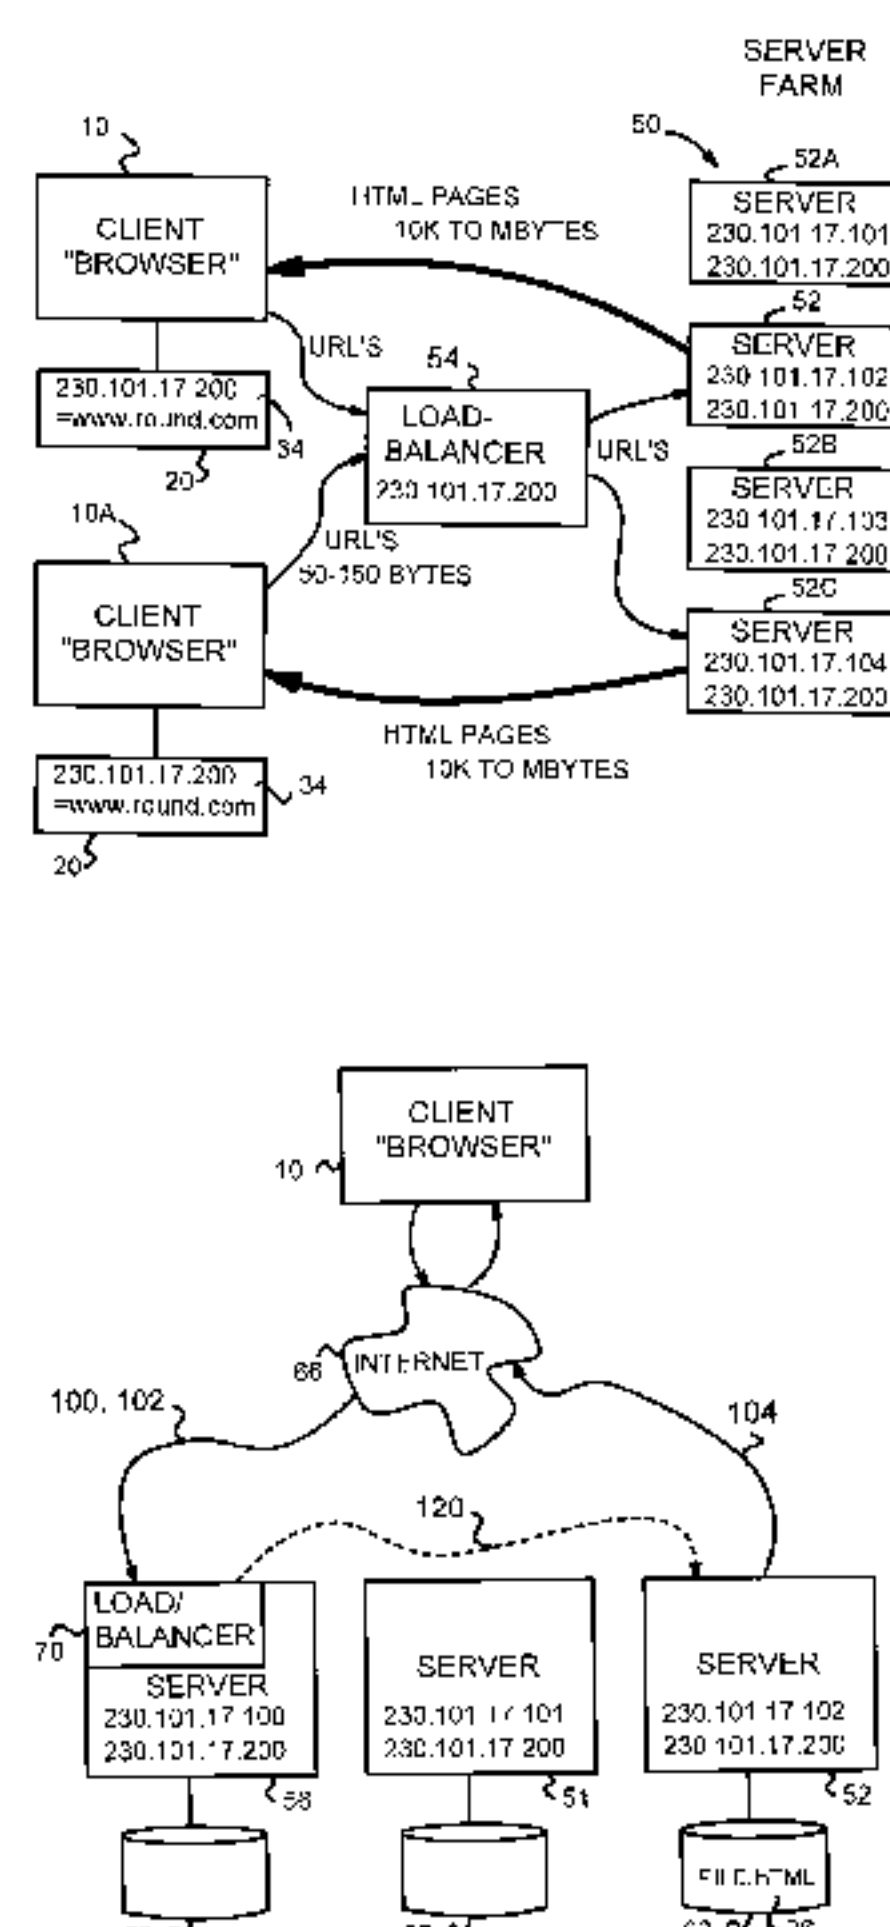 SERVER
FARM
10
50
52A
CLIENT
"BROWSER"
HTML PAGES
10K TO MBYTES
SERVER
230.101.17.101
230.101.17.200
52
URL'S
54
SERVER
230.101.17.102
230.101.17.200
230.101.17.200
=www.round.com
34
20
LOAD-
BALANCER
230.101.17.200
URL'S
52B
SERVER
230.101.17.103
230.101.17.200
10A
URL'S
50-150 BYTES
52C
CLIENT
"BROWSER"
SERVER
230.101.17.104
230.101.17.200
HTML PAGES
10K TO MBYTES
230.101.17.200
=www.round.com
34
20
CLIENT
"BROWSER"
10
INTERNET
66
100, 102
104
120
LOAD/
BALANCER
70
SERVER
230.101.17.100
230.101.17.200
56
SERVER
230.101.17.101
230.101.17.200
51
SERVER
230.101.17.102
230.101.17.200
52
FILE.HTML